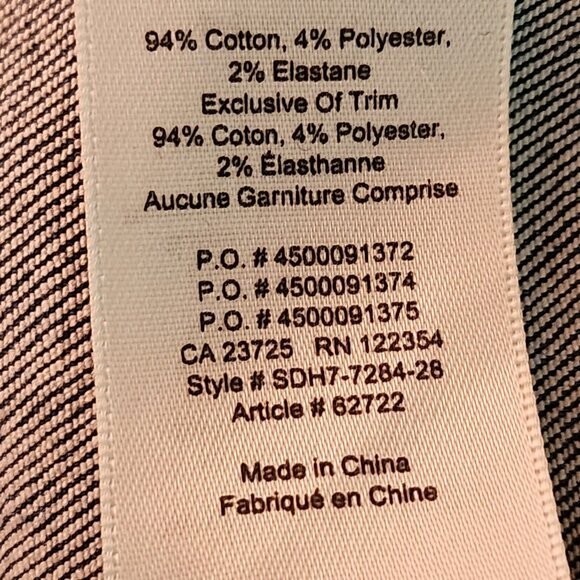 94% Cotton, 4% Polyester,
2% Elastane
Exclusive Of Trim
94% Coton, 4% Polyester,
2% Élasthanne
Aucune Garniture Comprise
P.O. # 4500091372
P.O. # 4500091374
P.O. # 4500091375
CA 23725 RN 122354
Style # SDH7-7284-28
Article # 62722
Made in China
Fabriqué en Chine